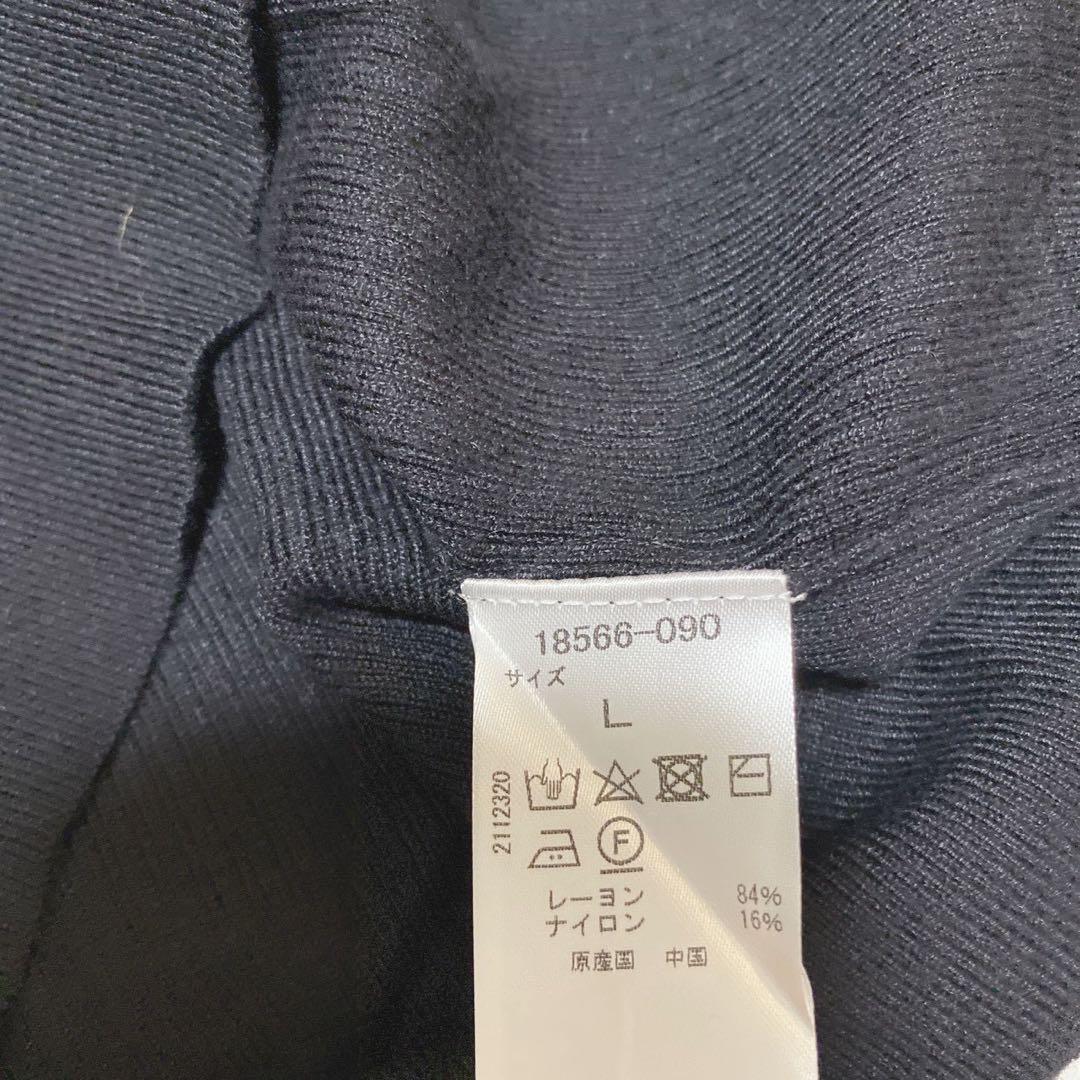 18566-090
サイズ
L
2112320
F
レーヨン 84%
ナイロン 16%
原産国 中国